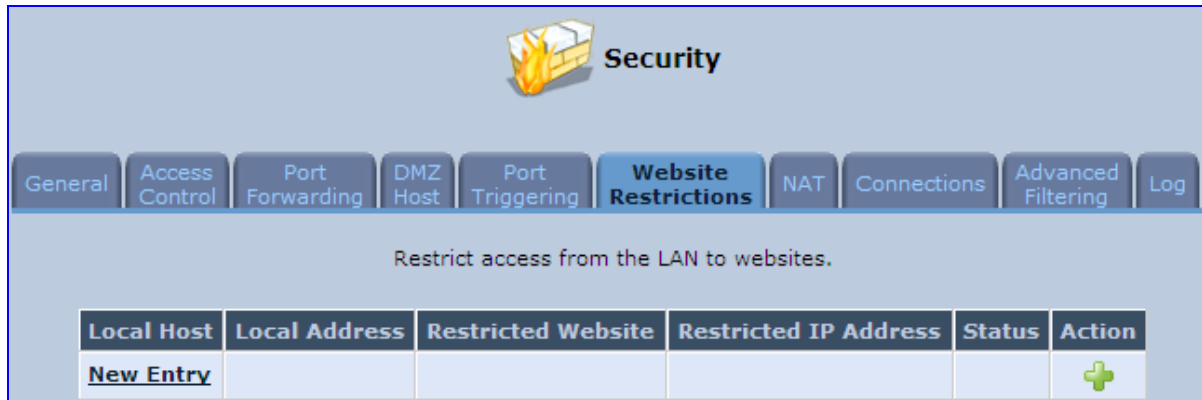 Security
General
Access Control
Port Forwarding
DMZ Host
Port Triggering
Website Restrictions
NAT
Connections
Advanced Filtering
Log
Restrict access from the LAN to websites.
Local Host Local Address Restricted Website Restricted IP Address Status Action
New Entry